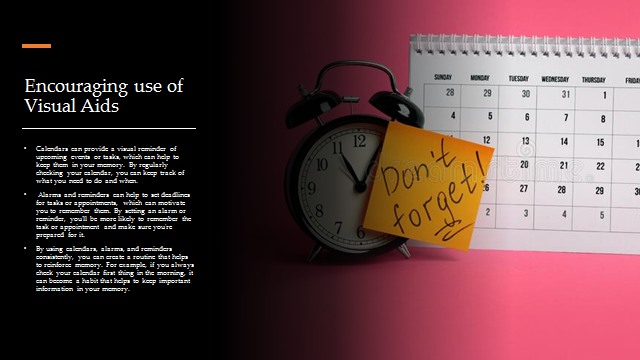 Encouraging use of
Visual Aids
• Calendars can provide a visual reminder of
upcoming events or tasks, which can help to
keep them in your memory. By regularly
checking your calendar, you can keep track of
what you need to do and when.
• Alarms and reminders can help to set deadlines
for tasks or appointments, which can motivate
you to remember them. By setting an alarm or
reminder, you'll be more likely to remember the
task or appointment and make sure you're
prepared for it.
• By using calendars, alarms, and reminders
consistently, you can create a routine that helps
to reinforce memory. For example, if you always
check your calendar first thing in the morning, it
can become a habit that helps to keep important
information in your memory.
11 12
10
9
8
7 6
Don't
forget!
SUNDAY MONDAY TUESDAY WEDNESDAY THURSDAY FRIDA
28 29 30 31 1
4 5 6 7 8
12 13 14 15
20 21 22
27 28 29
2 3 4 5